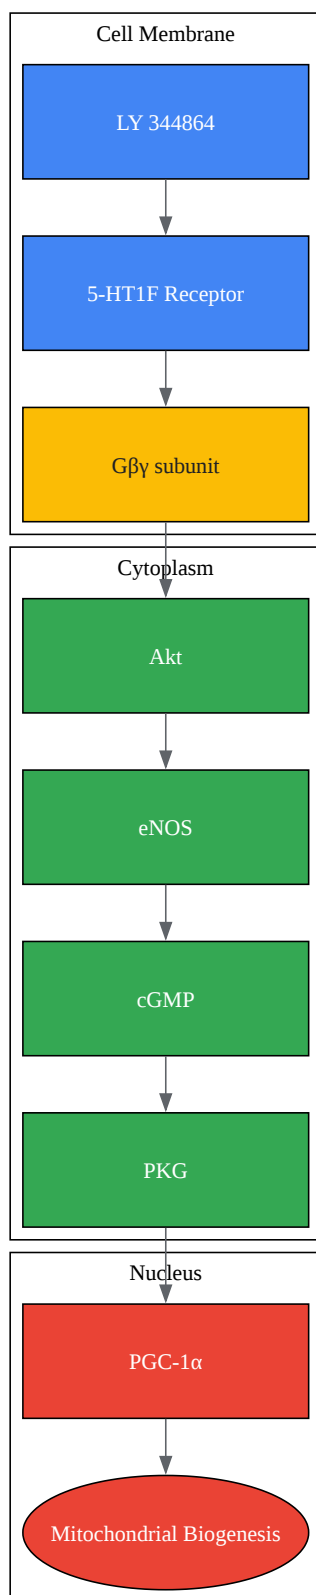 Cell Membrane
LY 344864
5-HT1F Receptor
Gβγ subunit
Cytoplasm
Akt
eNOS
cGMP
PKG
Nucleus
PGC-1α
Mitochondrial Biogenesis